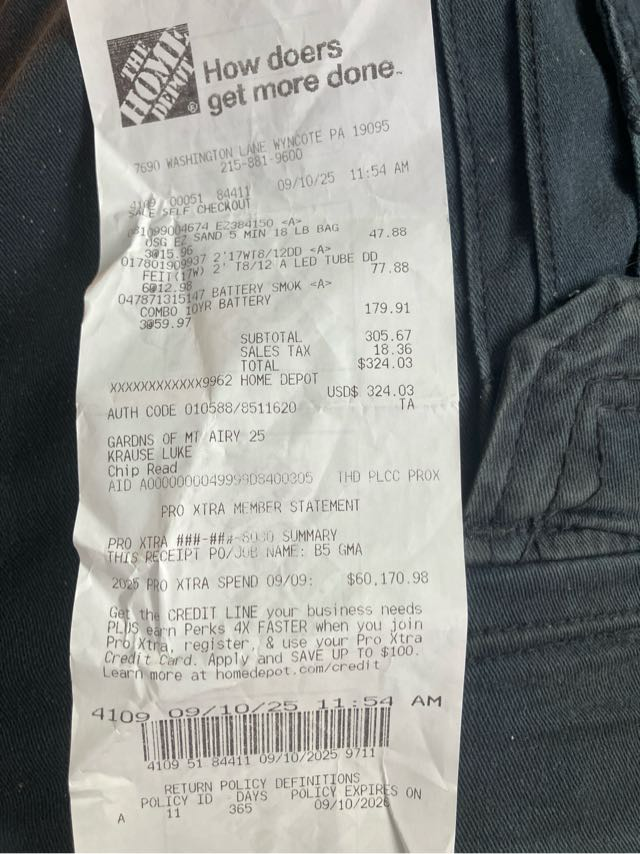 THE
HOME
DEPOT
®
How doers
get more done™
7690 WASHINGTON LANE WYNCOTE PA 19095
215-881-9600
4109 00051 84411 09/10/25 11:54 AM
SALE SELF CHECKOUT
081099004674 EZ384150 <A>
USG EZ SAND 5 MIN 18 LB BAG
3@15.96 47.88
017801909937 2'17WT8/12DD <A>
FEIT(17W) 2' T8/12 A LED TUBE DD
6@12.98 77.88
047871315147 BATTERY SMOK <A>
COMBO 10YR BATTERY
3@59.97 179.91
SUBTOTAL 305.67
SALES TAX 18.36
TOTAL $324.03
XXXXXXXXXXXX9962 HOME DEPOT
USD$ 324.03
AUTH CODE 010588/8511620 TA
GARDNS OF MT AIRY 25
KRAUSE LUKE
Chip Read
AID A0000000049999D8400305 THD PLCC PROX
PRO XTRA MEMBER STATEMENT
PRO XTRA ###-###- SUMMARY
THIS RECEIPT PO/JOB NAME: B5 GMA
2025 PRO XTRA SPEND 09/09: $60,170.98
Get the CREDIT LINE your business needs
PLUS earn Perks 4X FASTER when you join
Pro Xtra, register, & use your Pro Xtra
Credit Card. Apply and SAVE UP TO $100.
Learn more at homedepot.com/credit
4109 09/10/25 11:54 AM
4109 51 84411 09/10/2025 9711
RETURN POLICY DEFINITIONS
POLICY ID DAYS POLICY EXPIRES ON
A 11 365 09/10/2026